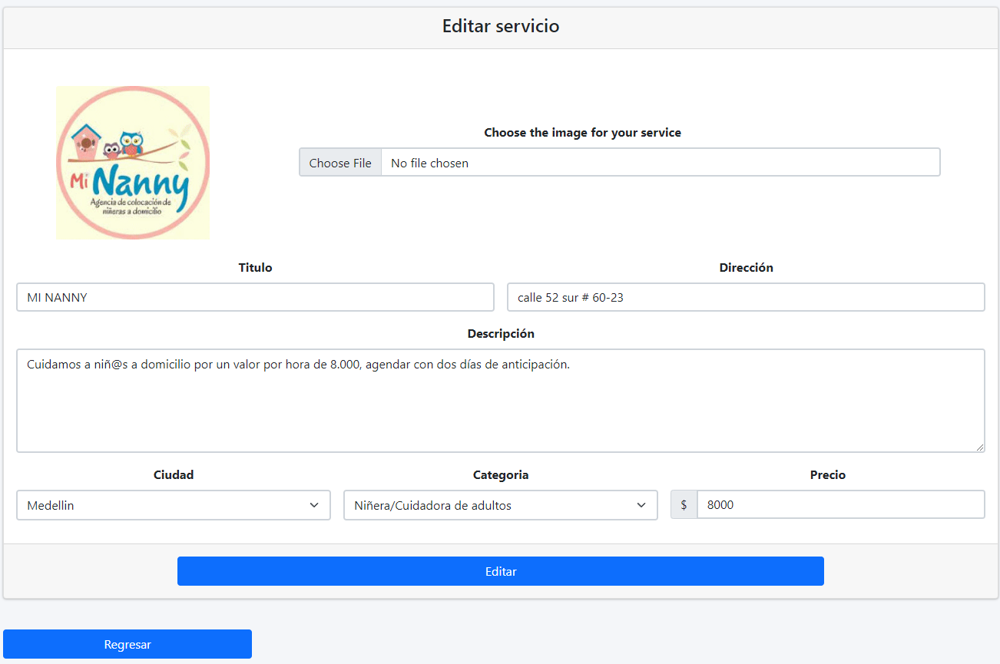 Editar servicio
Mi Nanny
Agencia de colocación de
niñeras a domicilio
Choose the image for your service
Choose File No file chosen
Titulo Dirección
MI NANNY calle 52 sur # 60-23
Descripción
Cuidamos a niñ@s a domicilio por un valor por hora de 8.000, agendar con dos días de anticipación.
Ciudad Categoria Precio
Medellin Niñera/Cuidadora de adultos $ 8000
Editar
Regresar